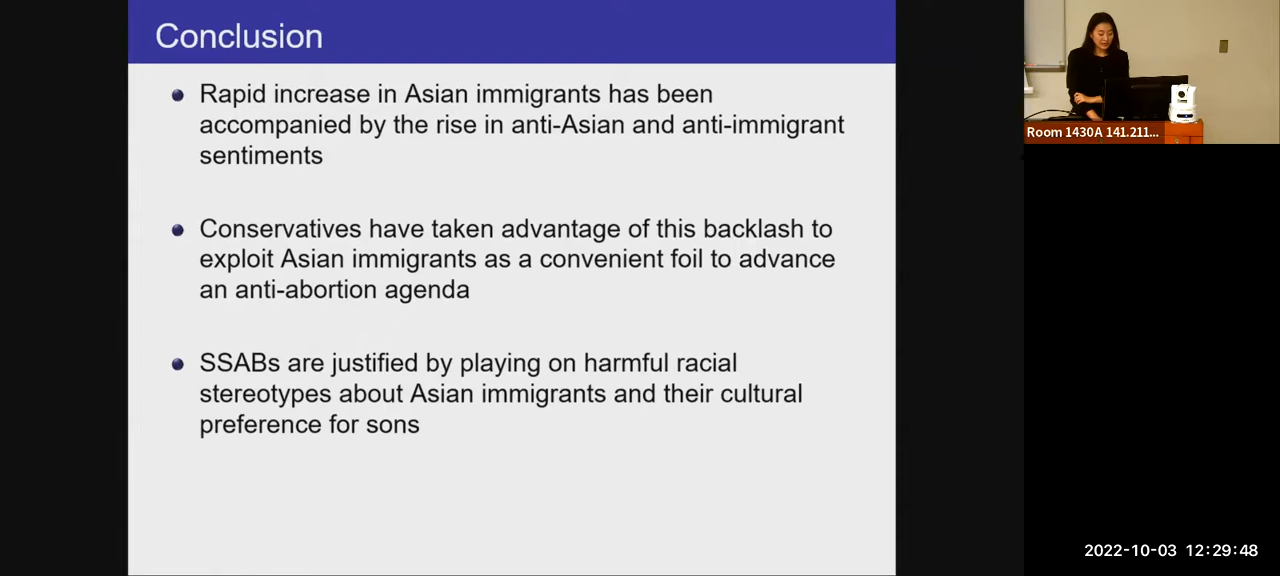 Conclusion
Rapid increase in Asian immigrants has been
accompanied by the rise in anti-Asian and anti-immigrant
sentiments
Conservatives have taken advantage of this backlash to
exploit Asian immigrants as a convenient foil to advance
an anti-abortion agenda
SSABs are justified by playing on harmful racial
stereotypes about Asian immigrants and their cultural
preference for sons
Room 1430A 141.211...
2022-10-03 12:29:48